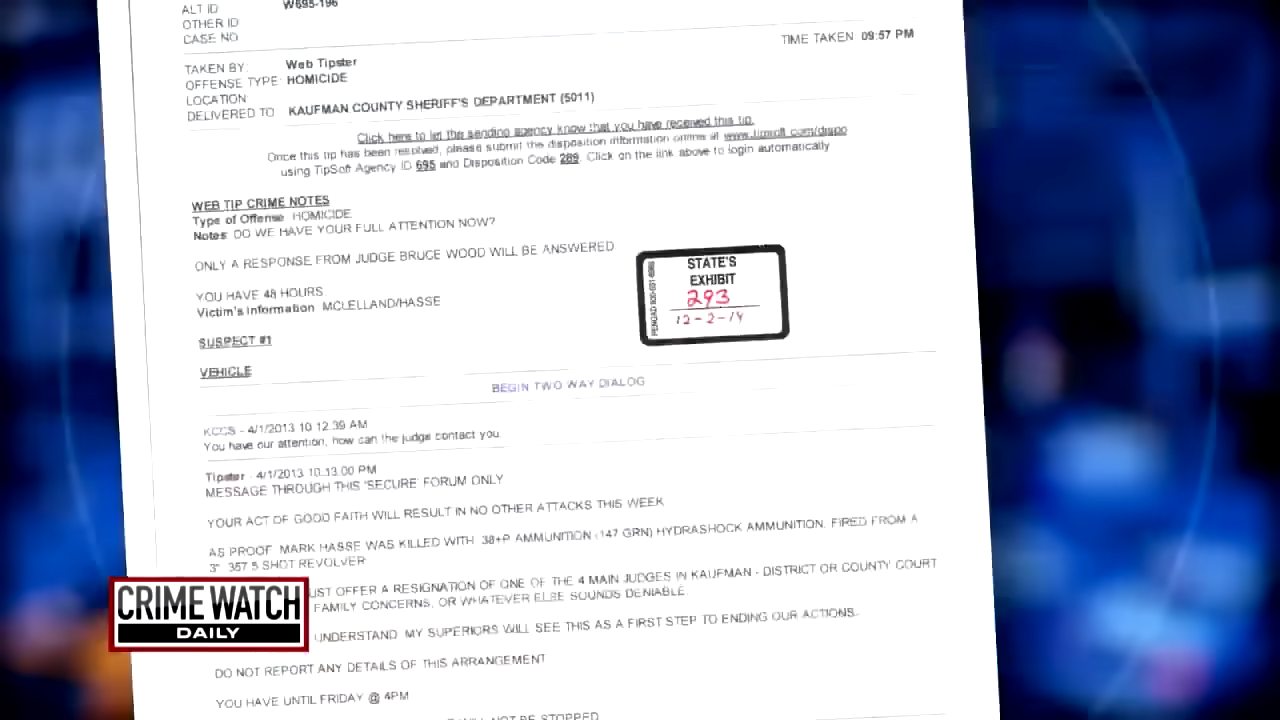 ALT ID W695-196
OTHER ID
CASE NO
TIME TAKEN 09:57 PM
TAKEN BY: Web Tipster
OFFENSE TYPE: HOMICIDE
LOCATION
DELIVERED TO KAUFMAN COUNTY SHERIFF'S DEPARTMENT (5011)
Click here to let the sending agency know that you have received this tip.
Once this tip has been resolved, please submit the disposition information online at www.tipsoft.com/dispo
using TipSoft Agency ID 695 and Disposition Code 289. Click on the link above to login automatically
WEB TIP CRIME NOTES
Type of Offense HOMICIDE
Notes: DO WE HAVE YOUR FULL ATTENTION NOW?
ONLY A RESPONSE FROM JUDGE BRUCE WOOD WILL BE ANSWERED
YOU HAVE 48 HOURS.
Victim's Information MCLELLAND/HASSE
STATE'S
EXHIBIT
293
12-2-14
SUSPECT #1
VEHICLE
BEGIN TWO WAY DIALOG
KCCS - 4/1/2013 10:12:39 AM
You have our attention, how can the judge contact you.
Tipster - 4/1/2013 10:13:00 PM
MESSAGE THROUGH THIS 'SECURE' FORUM ONLY
YOUR ACT OF GOOD FAITH WILL RESULT IN NO OTHER ATTACKS THIS WEEK
AS PROOF MARK HASSE WAS KILLED WITH .38+P AMMUNITION (147 GRN) HYDRASHOCK AMMUNITION. FIRED FROM A
3" .357 5 SHOT REVOLVER
UST OFFER A RESIGNATION OF ONE OF THE 4 MAIN JUDGES IN KAUFMAN - DISTRICT OR COUNTY COURT
FAMILY CONCERNS, OR WHATEVER ELSE SOUNDS DENIABLE.
UNDERSTAND MY SUPERIORS WILL SEE THIS AS A FIRST STEP TO ENDING OUR ACTIONS.
DO NOT REPORT ANY DETAILS OF THIS ARRANGEMENT
YOU HAVE UNTIL FRIDAY @ 4PM
NOT BE STOPPED
CRIME WATCH
DAILY